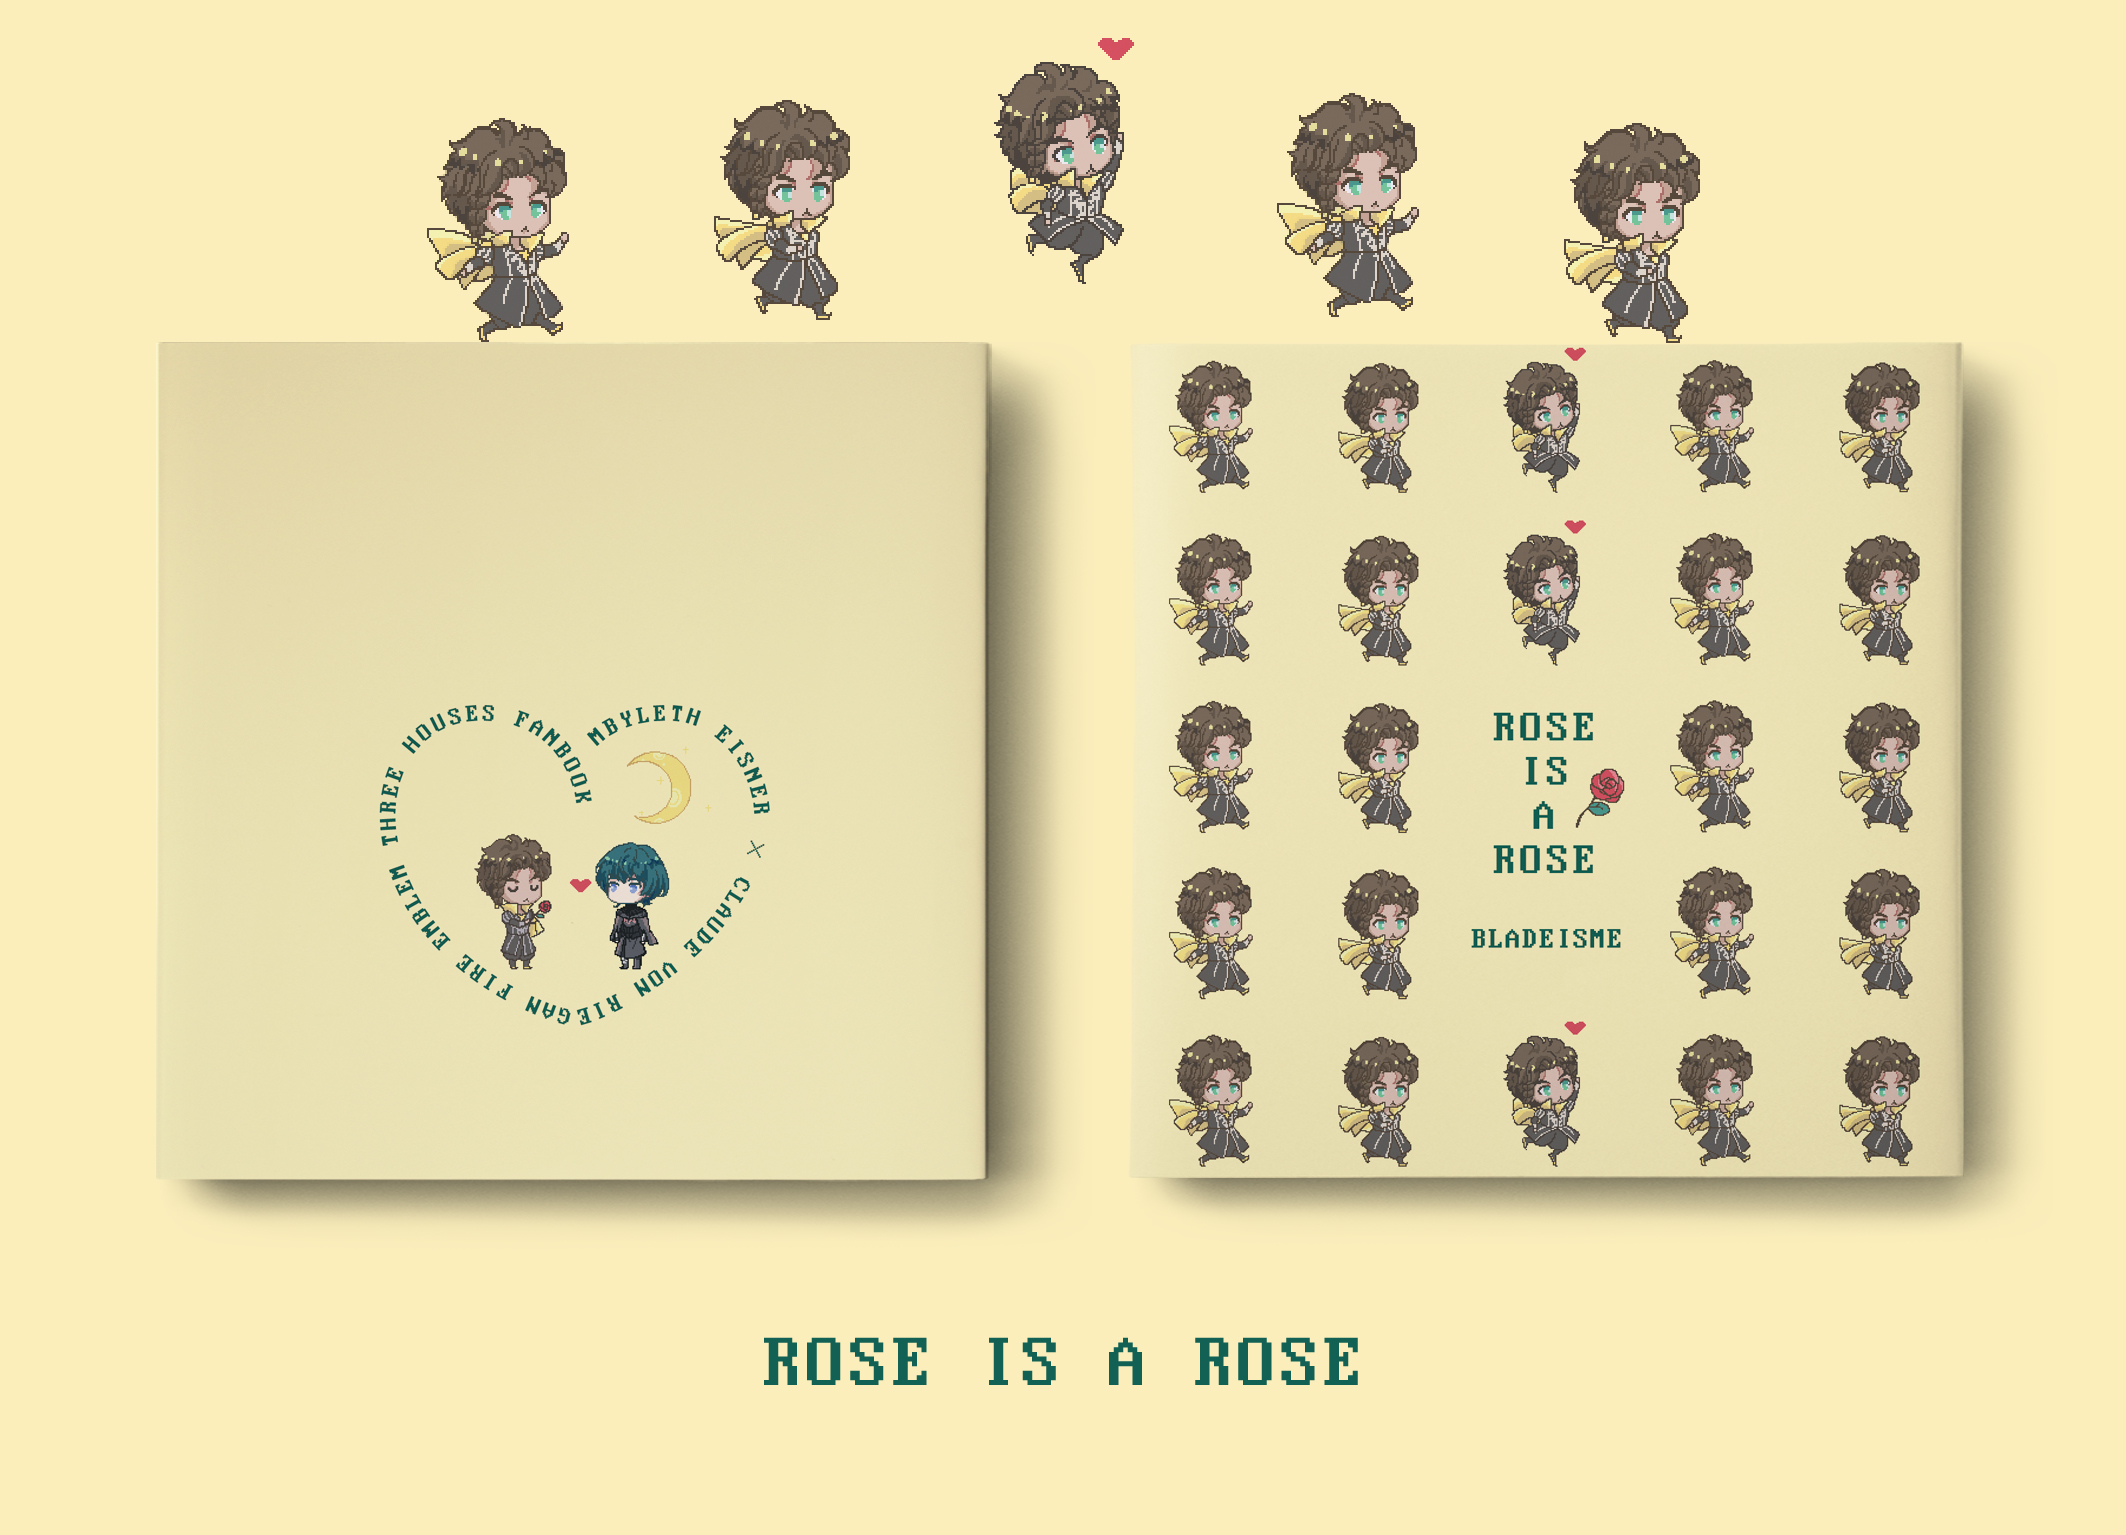 MBYLETH EISNER × CLAUDE VON RIEGAN FIRE EMBLEM THREE HOUSES FANBOOK
ROSE
IS
A
ROSE
BLADEISME
ROSE IS A ROSE